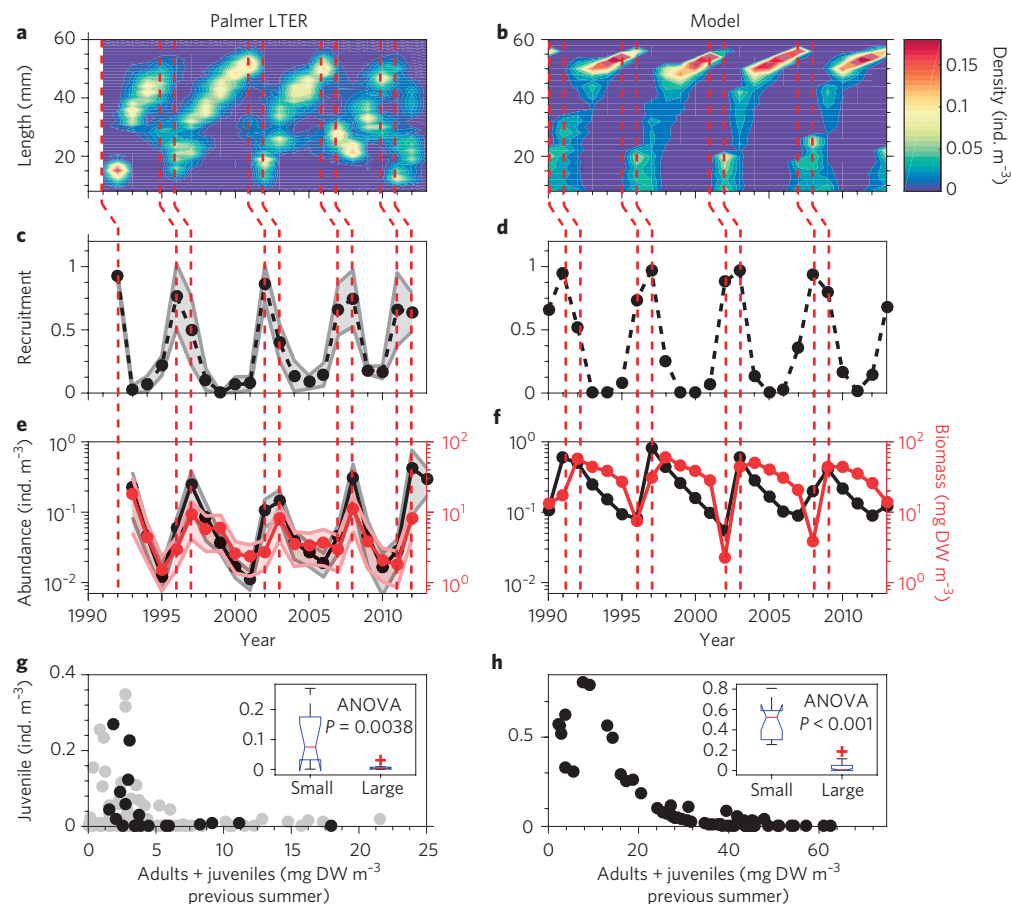 Palmer LTER
Model
a
b
60
40
20
Length (mm)
60
40
20
0.15
0.10
0.05
0
Density (ind. m⁻³)
c
d
1
0.5
0
Recruitment
1
0.5
0
e
f
10⁰
10⁻¹
10⁻²
Abundance (ind. m⁻³)
10²
10¹
10⁰
10⁰
10⁻¹
10⁻²
10²
10¹
10⁰
Biomass (mg DW m⁻³)
1990 1995 2000 2005 2010
Year
1990 1995 2000 2005 2010
Year
g
h
0.4
0.2
0
Juvenile (ind. m⁻³)
0.2
0.1
0
ANOVA
P = 0.0038
Small Large
0.5
0
0.8
0.6
0.4
0.2
0
ANOVA
P < 0.001
Small Large
0 5 10 15 20 25
Adults + juveniles (mg DW m⁻³
previous summer)
0 20 40 60
Adults + juveniles (mg DW m⁻³
previous summer)